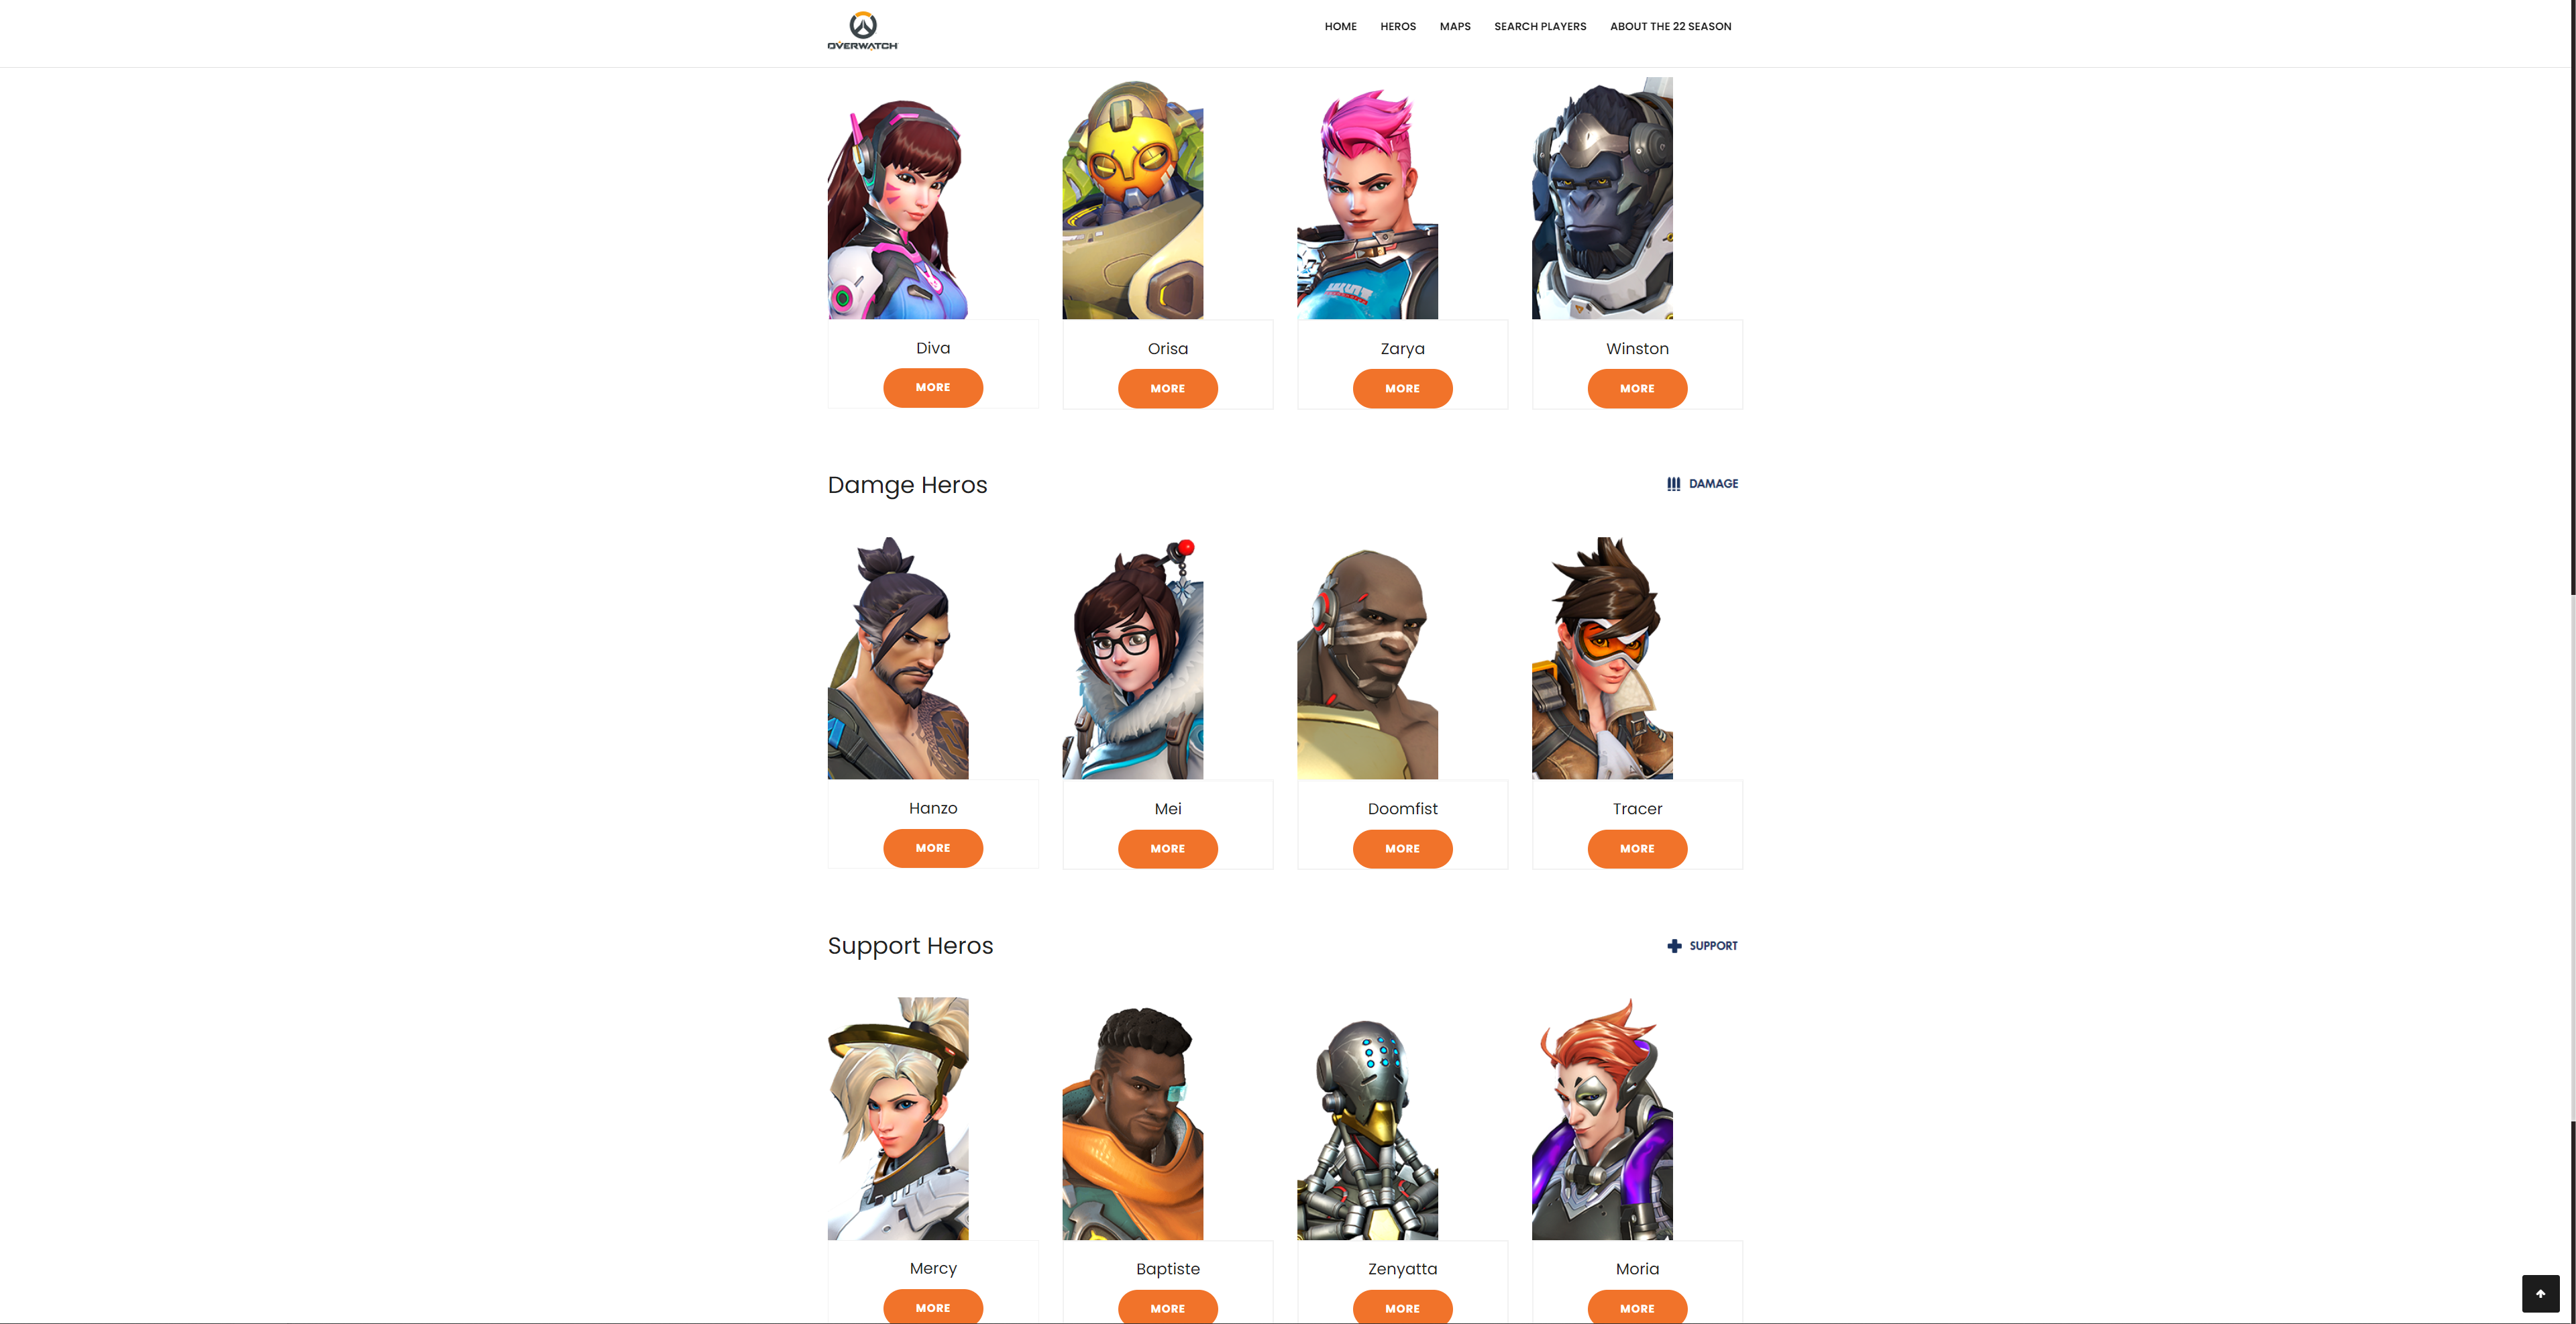 OVERWATCH
HOME HEROS MAPS SEARCH PLAYERS ABOUT THE 22 SEASON
Diva Orisa Zarya Winston
MORE MORE MORE MORE
Damge Heros DAMAGE
Hanzo Mei Doomfist Tracer
MORE MORE MORE MORE
Support Heros SUPPORT
Mercy Baptiste Zenyatta Moria
MORE MORE MORE MORE